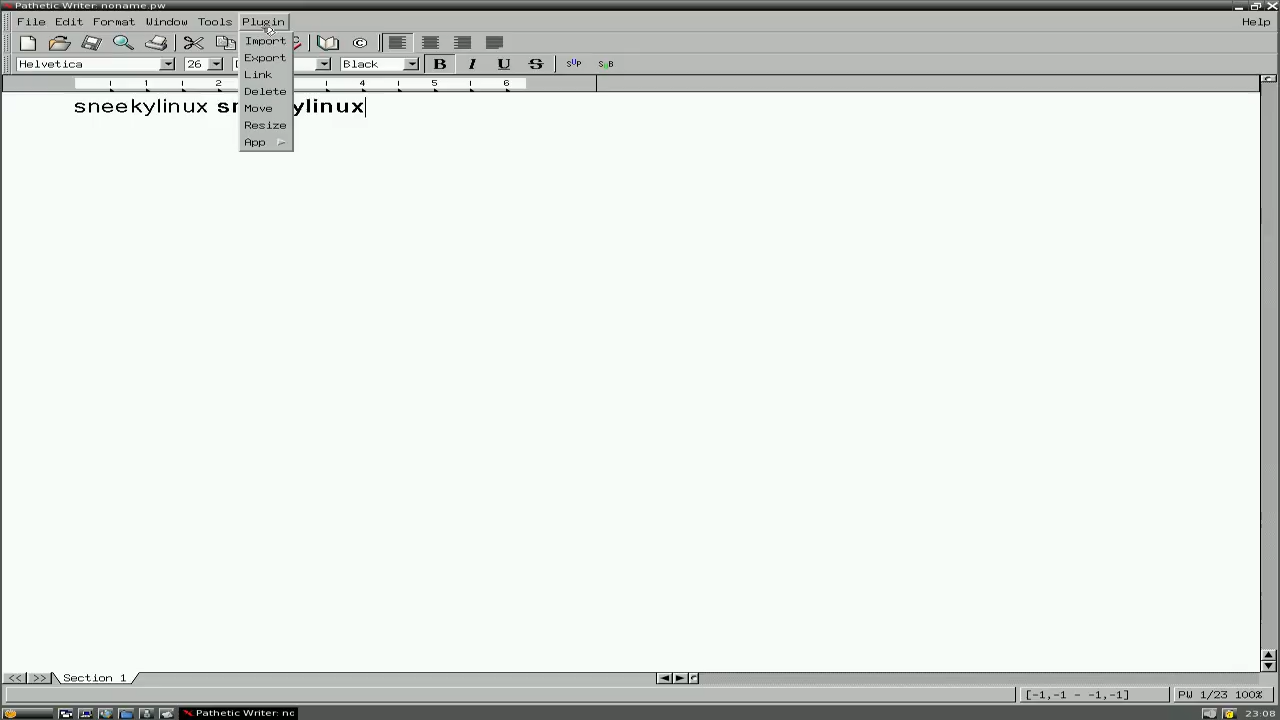 Pathetic Writer: noname.pw
File Edit Format Window Tools Plugin Help
Import
Export
Link
Delete
Move
Resize
App
Helvetica 26 Black B I U S SUP SUB
1 2 4 5 6
sneekylinux sn ylinux
<< >> Section 1
[-1,-1 - -1,-1] PW 1/23 100%
Pathetic Writer: no 23:08